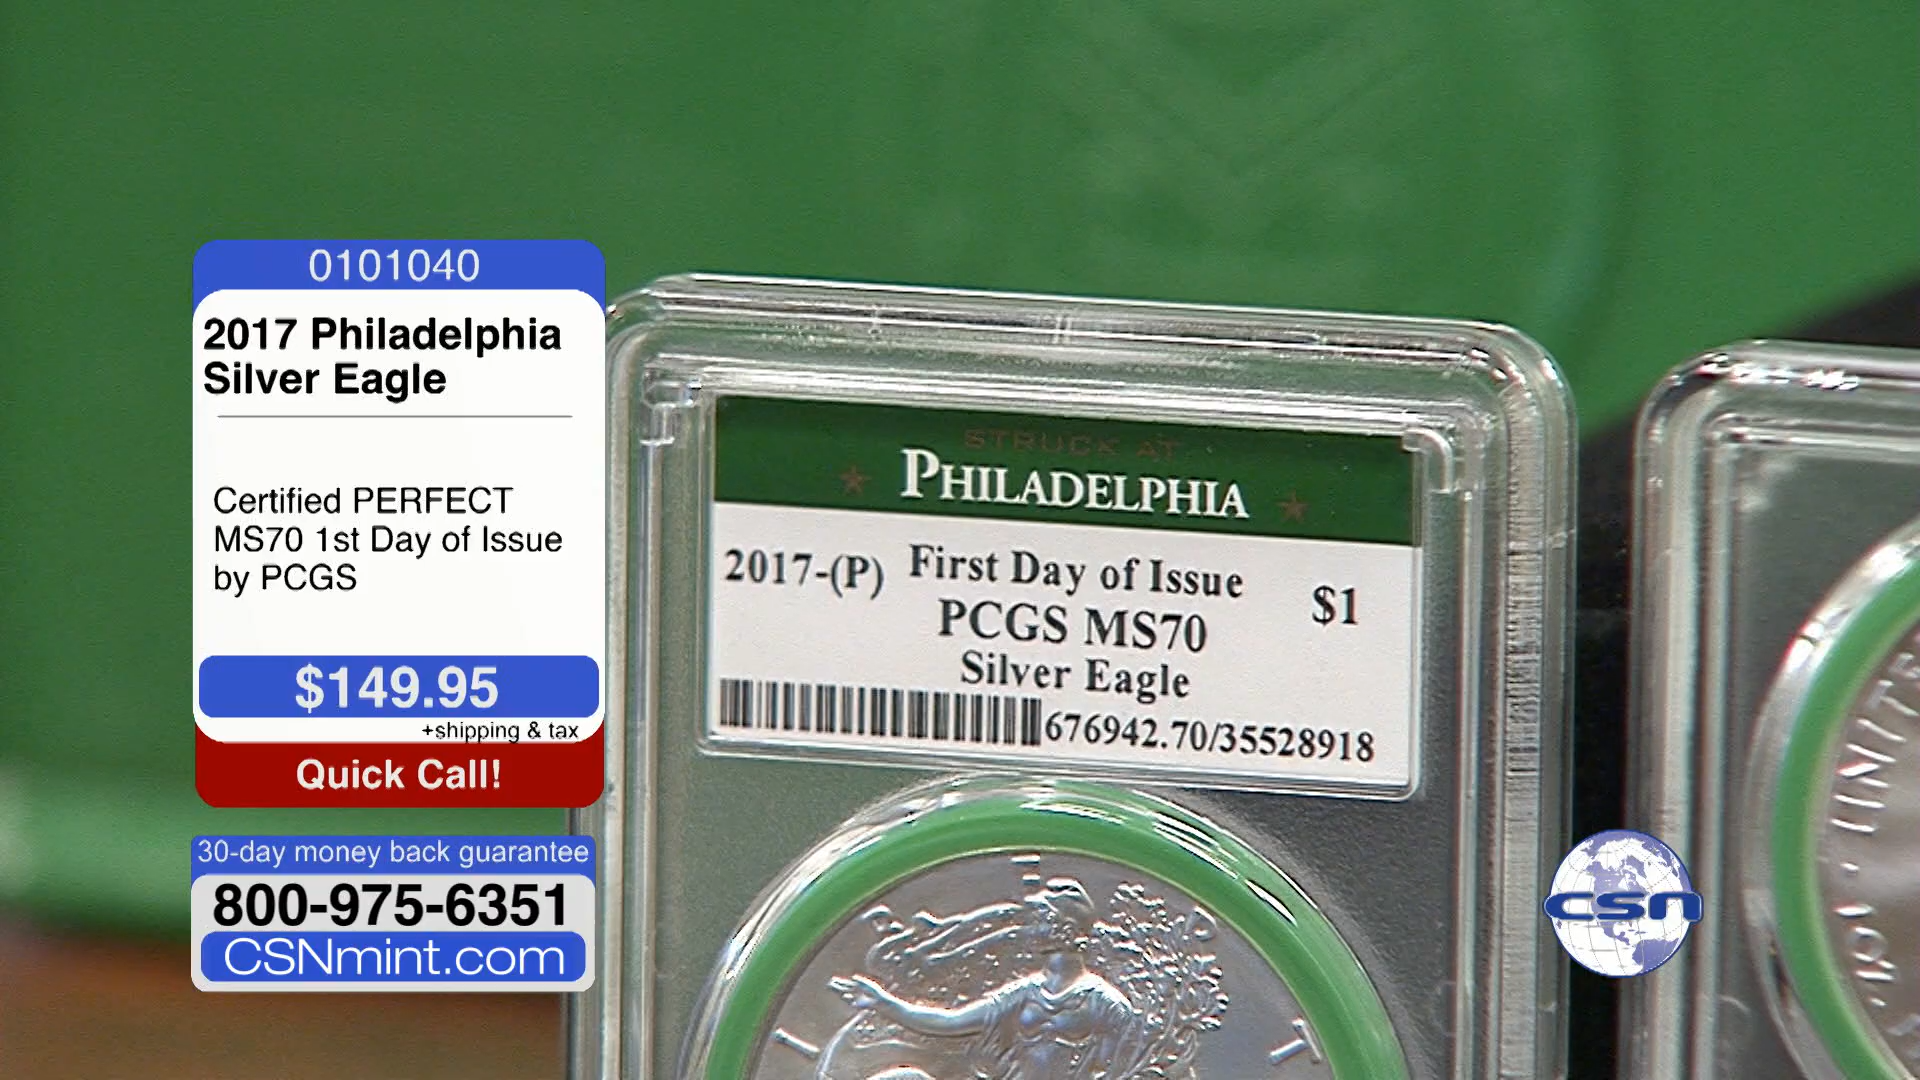 0101040
2017 Philadelphia
Silver Eagle
Certified PERFECT
MS70 1st Day of Issue
by PCGS
$149.95
+shipping & tax
Quick Call!
30-day money back guarantee
800-975-6351
CSNmint.com
STRUCK AT
PHILADELPHIA
2017-(P) First Day of Issue $1
PCGS MS70
Silver Eagle
676942.70/35528918
csn